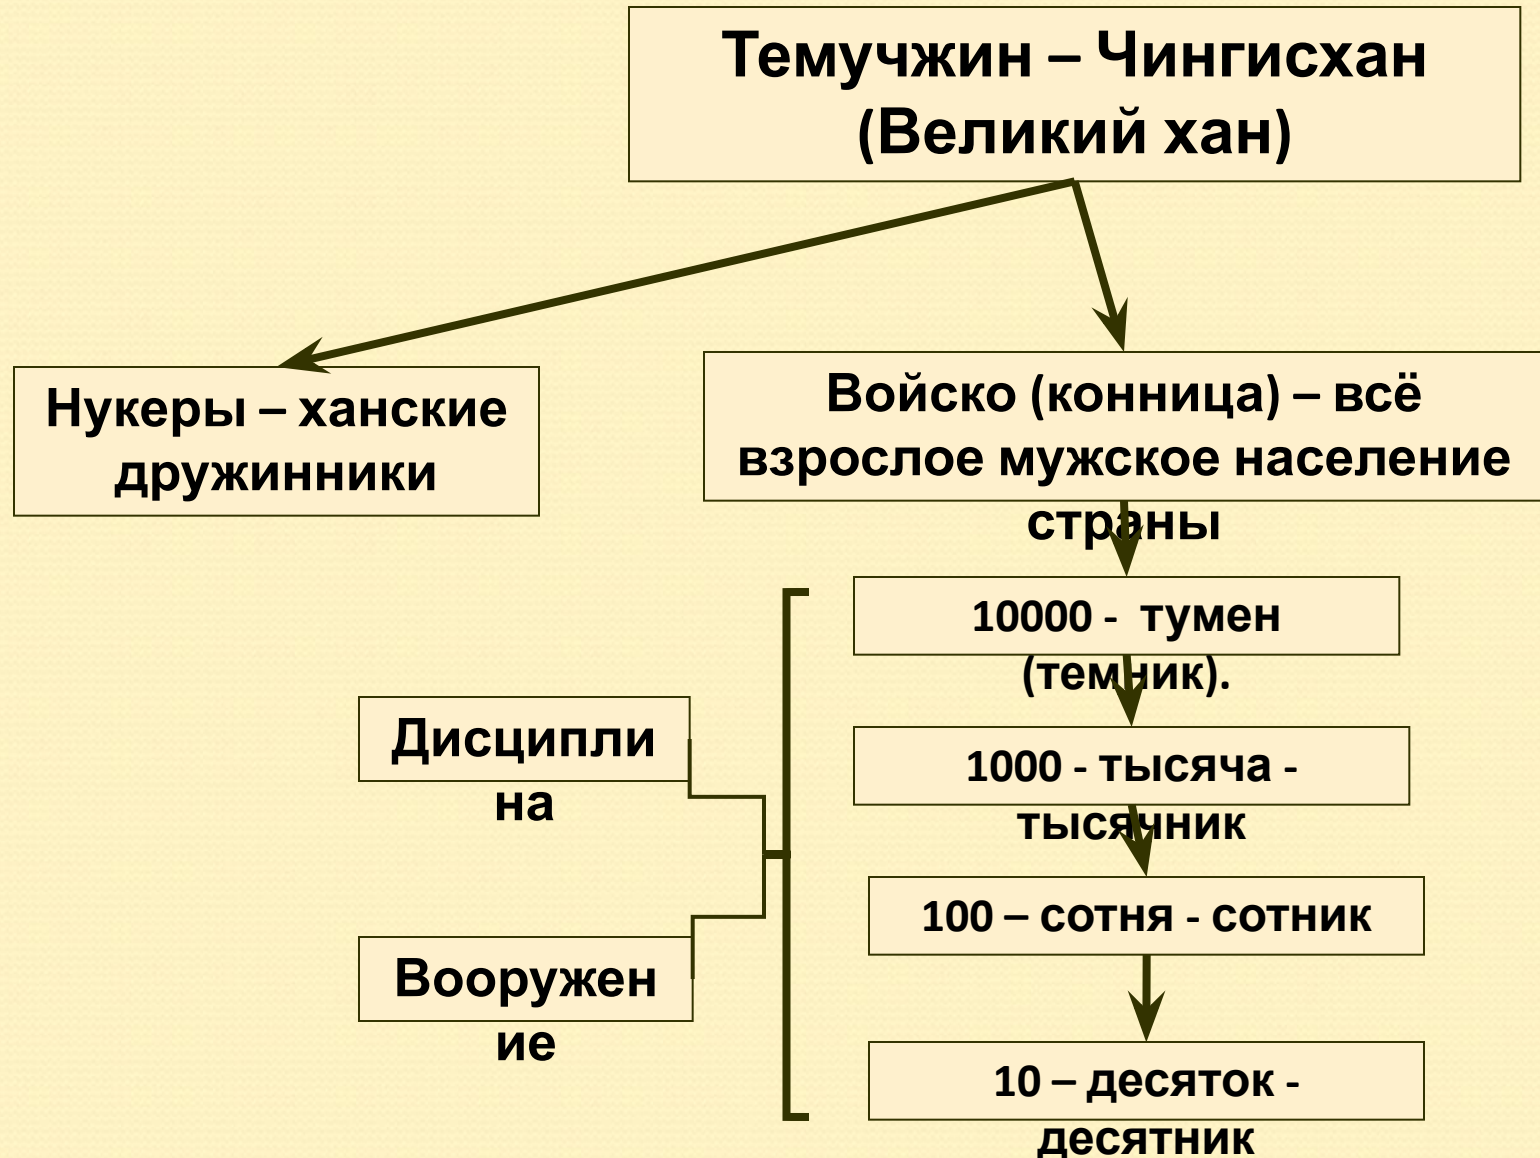 Темучжин – Чингисхан
(Великий хан)
Нукеры – ханские
дружинники
Войско (конница) – всё
взрослое мужское население
страны
10000 - тумен
(темник).
1000 - тысяча -
тысячник
100 – сотня - сотник
10 – десяток -
десятник
Дисципли
на
Вооружен
ие